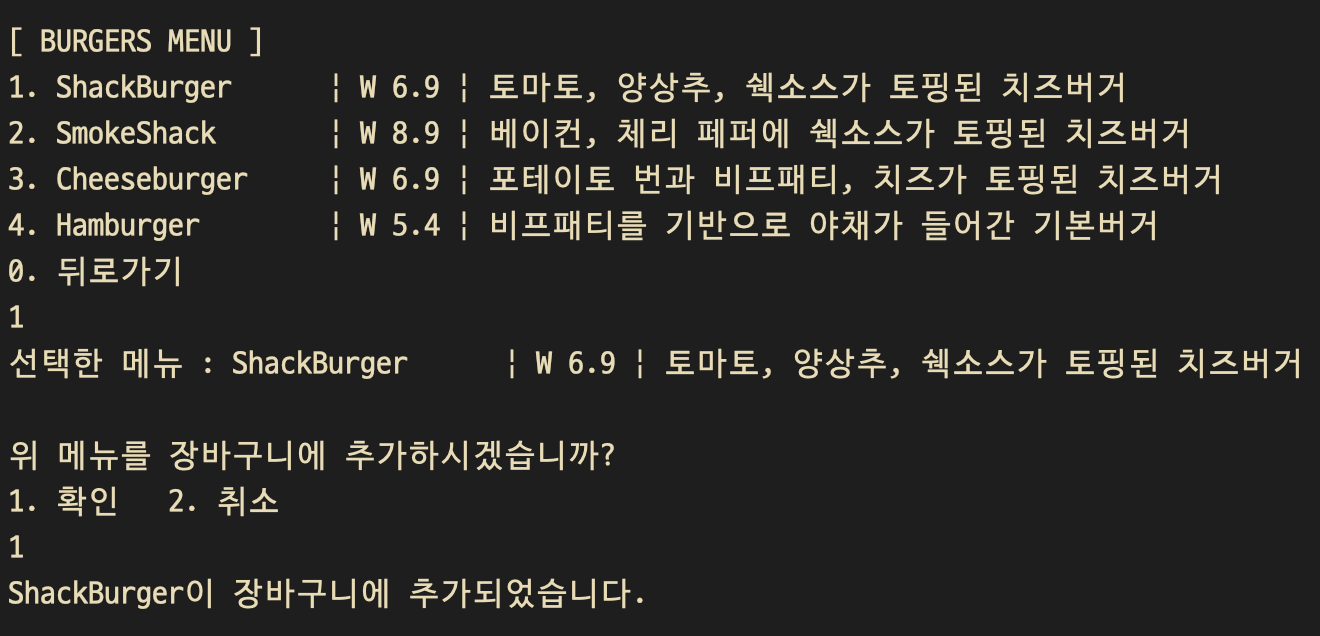 [ BURGERS MENU ]
1. ShackBurger      ¦ W 6.9 ¦ 토마토, 양상추, 쉑소스가 토핑된 치즈버거
2. SmokeShack       ¦ W 8.9 ¦ 베이컨, 체리 페퍼에 쉑소스가 토핑된 치즈버거
3. Cheeseburger     ¦ W 6.9 ¦ 포테이토 번과 비프패티, 치즈가 토핑된 치즈버거
4. Hamburger        ¦ W 5.4 ¦ 비프패티를 기반으로 야채가 들어간 기본버거
0. 뒤로가기
1
선택한 메뉴 : ShackBurger      ¦ W 6.9 ¦ 토마토, 양상추, 쉑소스가 토핑된 치즈버거

위 메뉴를 장바구니에 추가하시겠습니까?
1. 확인   2. 취소
1
ShackBurger이 장바구니에 추가되었습니다.